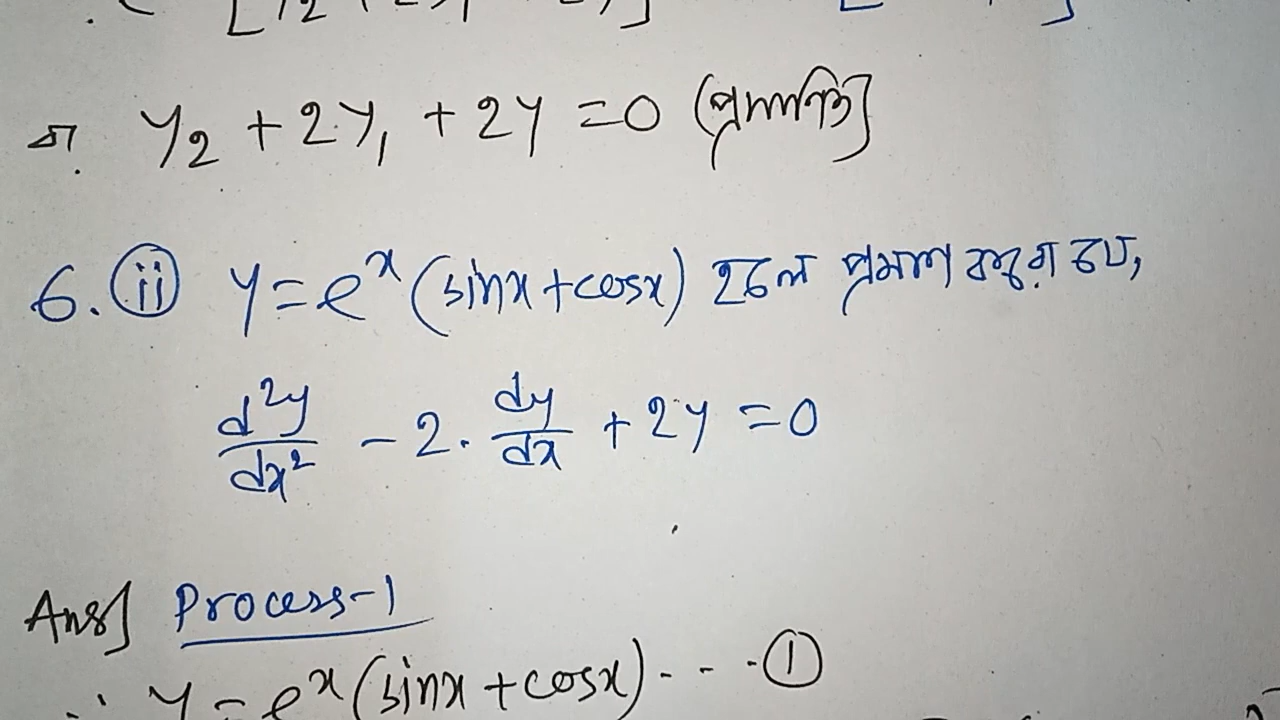 বা, y₂ + 2y₁ + 2y = 0 (প্রমাণিত]
6. (ii) y = eˣ (sinx + cosx) হলে প্রমাণ কর যে,
d²y/dx² - 2. dy/dx + 2y = 0
Ans] Process-1
∴ y = eˣ (sinx + cosx) - - - (1)